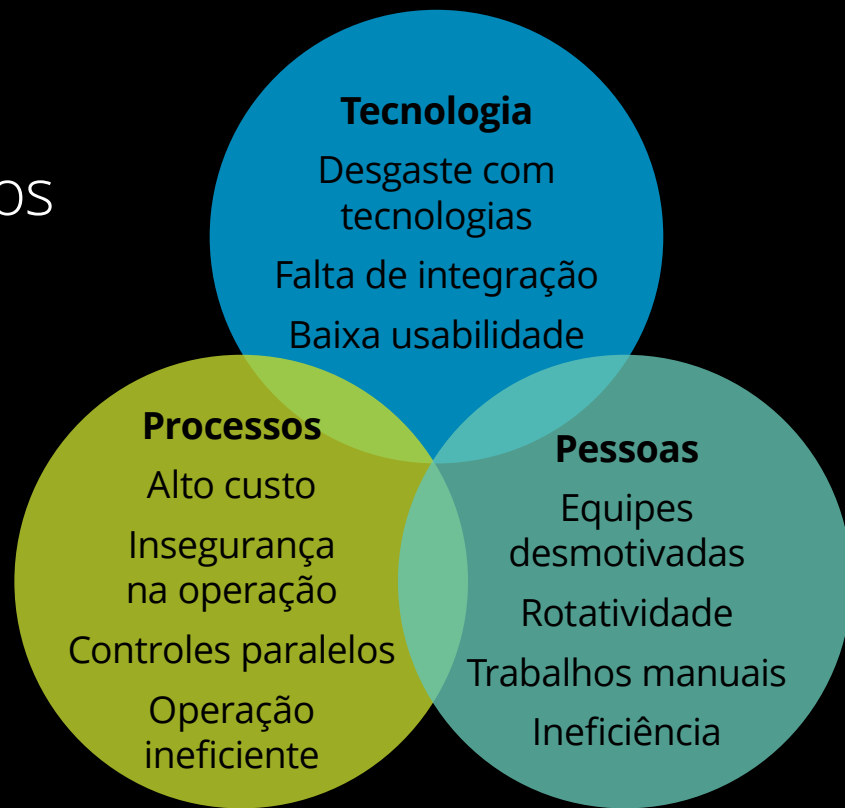 Tecnologia
Desgaste com
tecnologias
Falta de integração
Baixa usabilidade
Processos
Alto custo
Insegurança
na operação
Controles paralelos
Operação
ineficiente
Pessoas
Equipes
desmotivadas
Rotatividade
Trabalhos manuais
Ineficiência